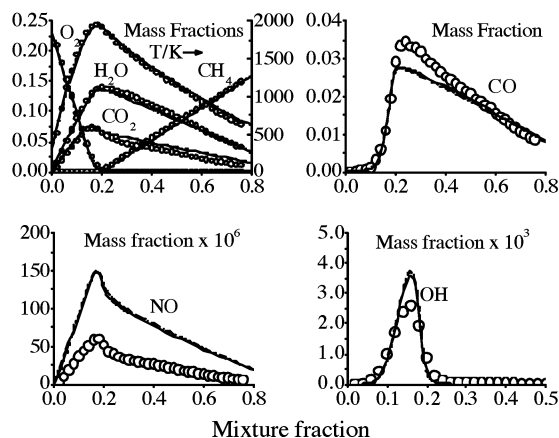 Mass Fractions
Mass Fraction
0.25
0.20
0.15
0.10
0.05
0.00
O2
T/K→
H2O
CH4
CO2
2000
1500
1000
500
0
0.0 0.2 0.4 0.6 0.8
0.04
0.03
0.02
0.01
0.00
CO
0.0 0.2 0.4 0.6 0.8
Mass fraction x 10^6
200
150
100
50
0
NO
0.0 0.2 0.4 0.6 0.8
Mass fraction x 10^3
5.0
4.0
3.0
2.0
1.0
0.0
OH
0.0 0.1 0.2 0.3 0.4 0.5
Mixture fraction